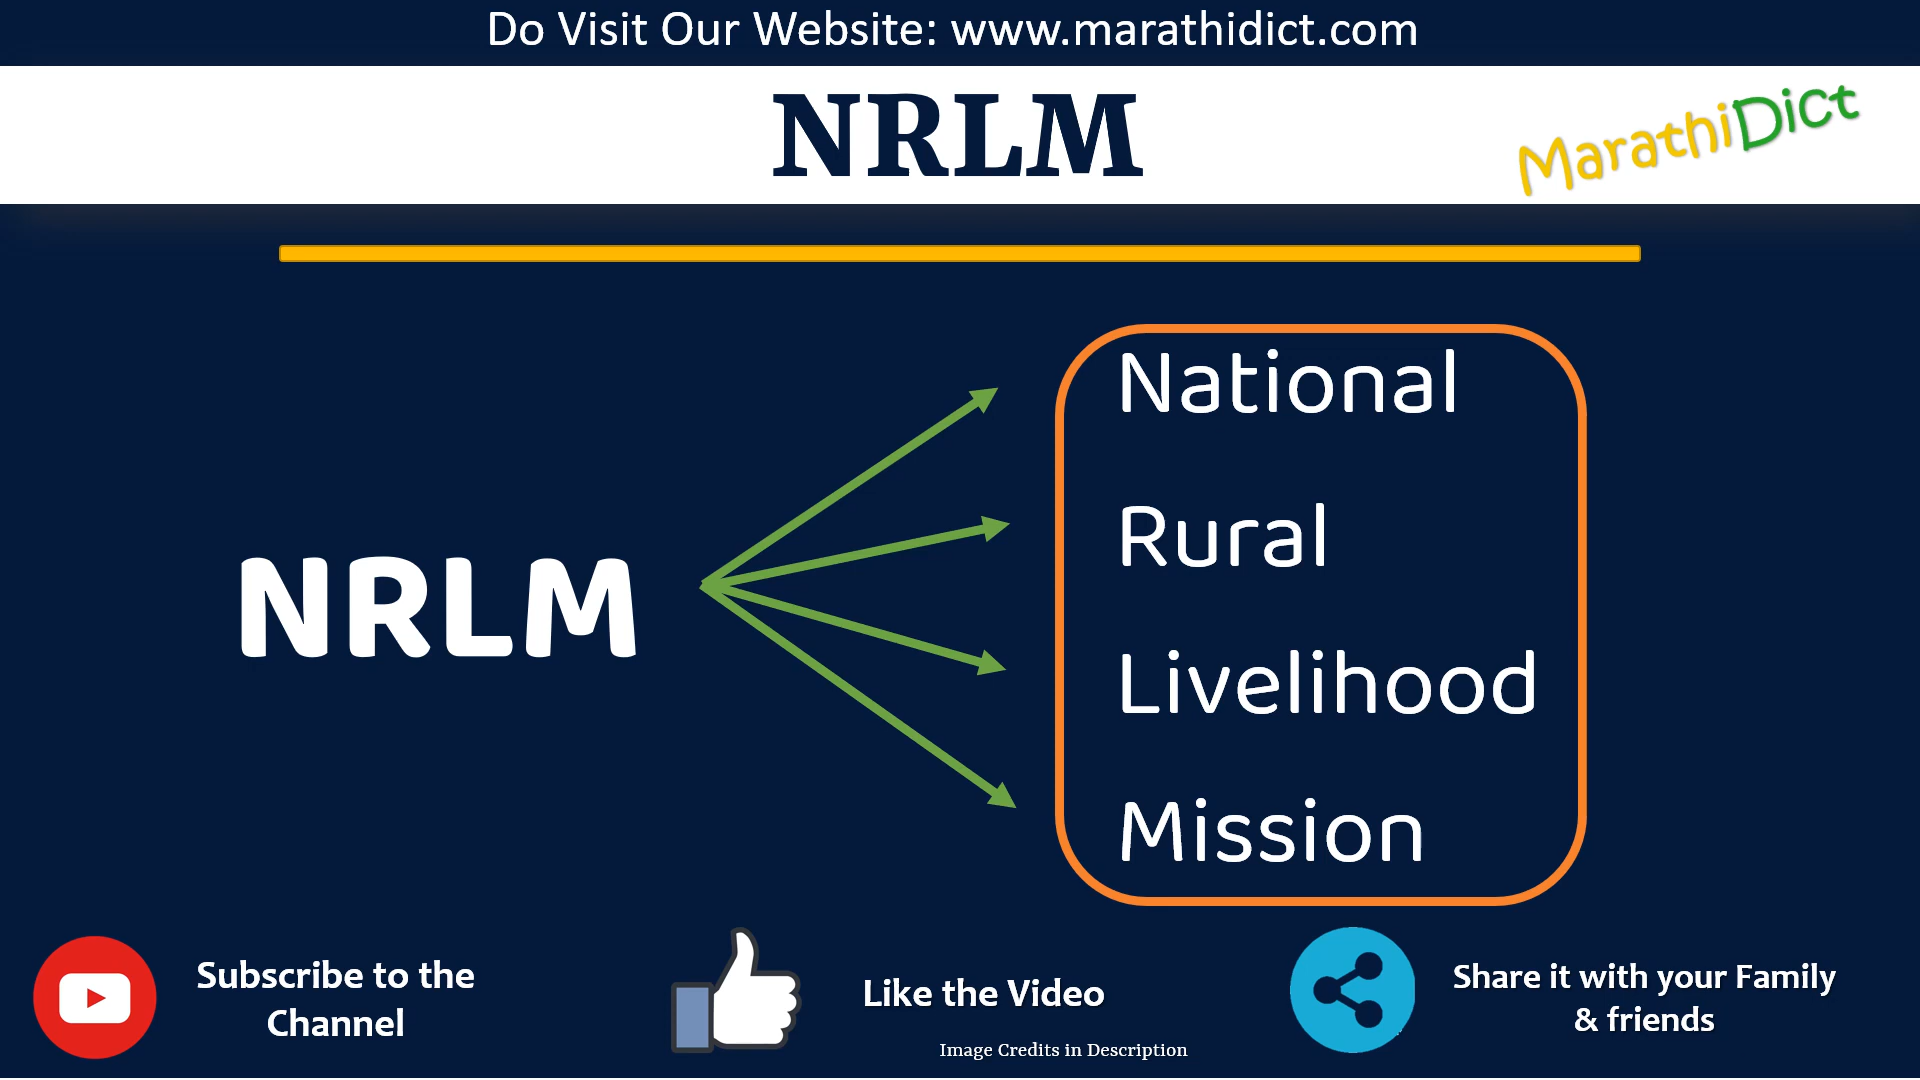 Do Visit Our Website: www.marathidict.com
NRLM
MarathiDict
NRLM
National
Rural
Livelihood
Mission
Subscribe to the
Channel
Like the Video
Share it with your Family
& friends
Image Credits in Description